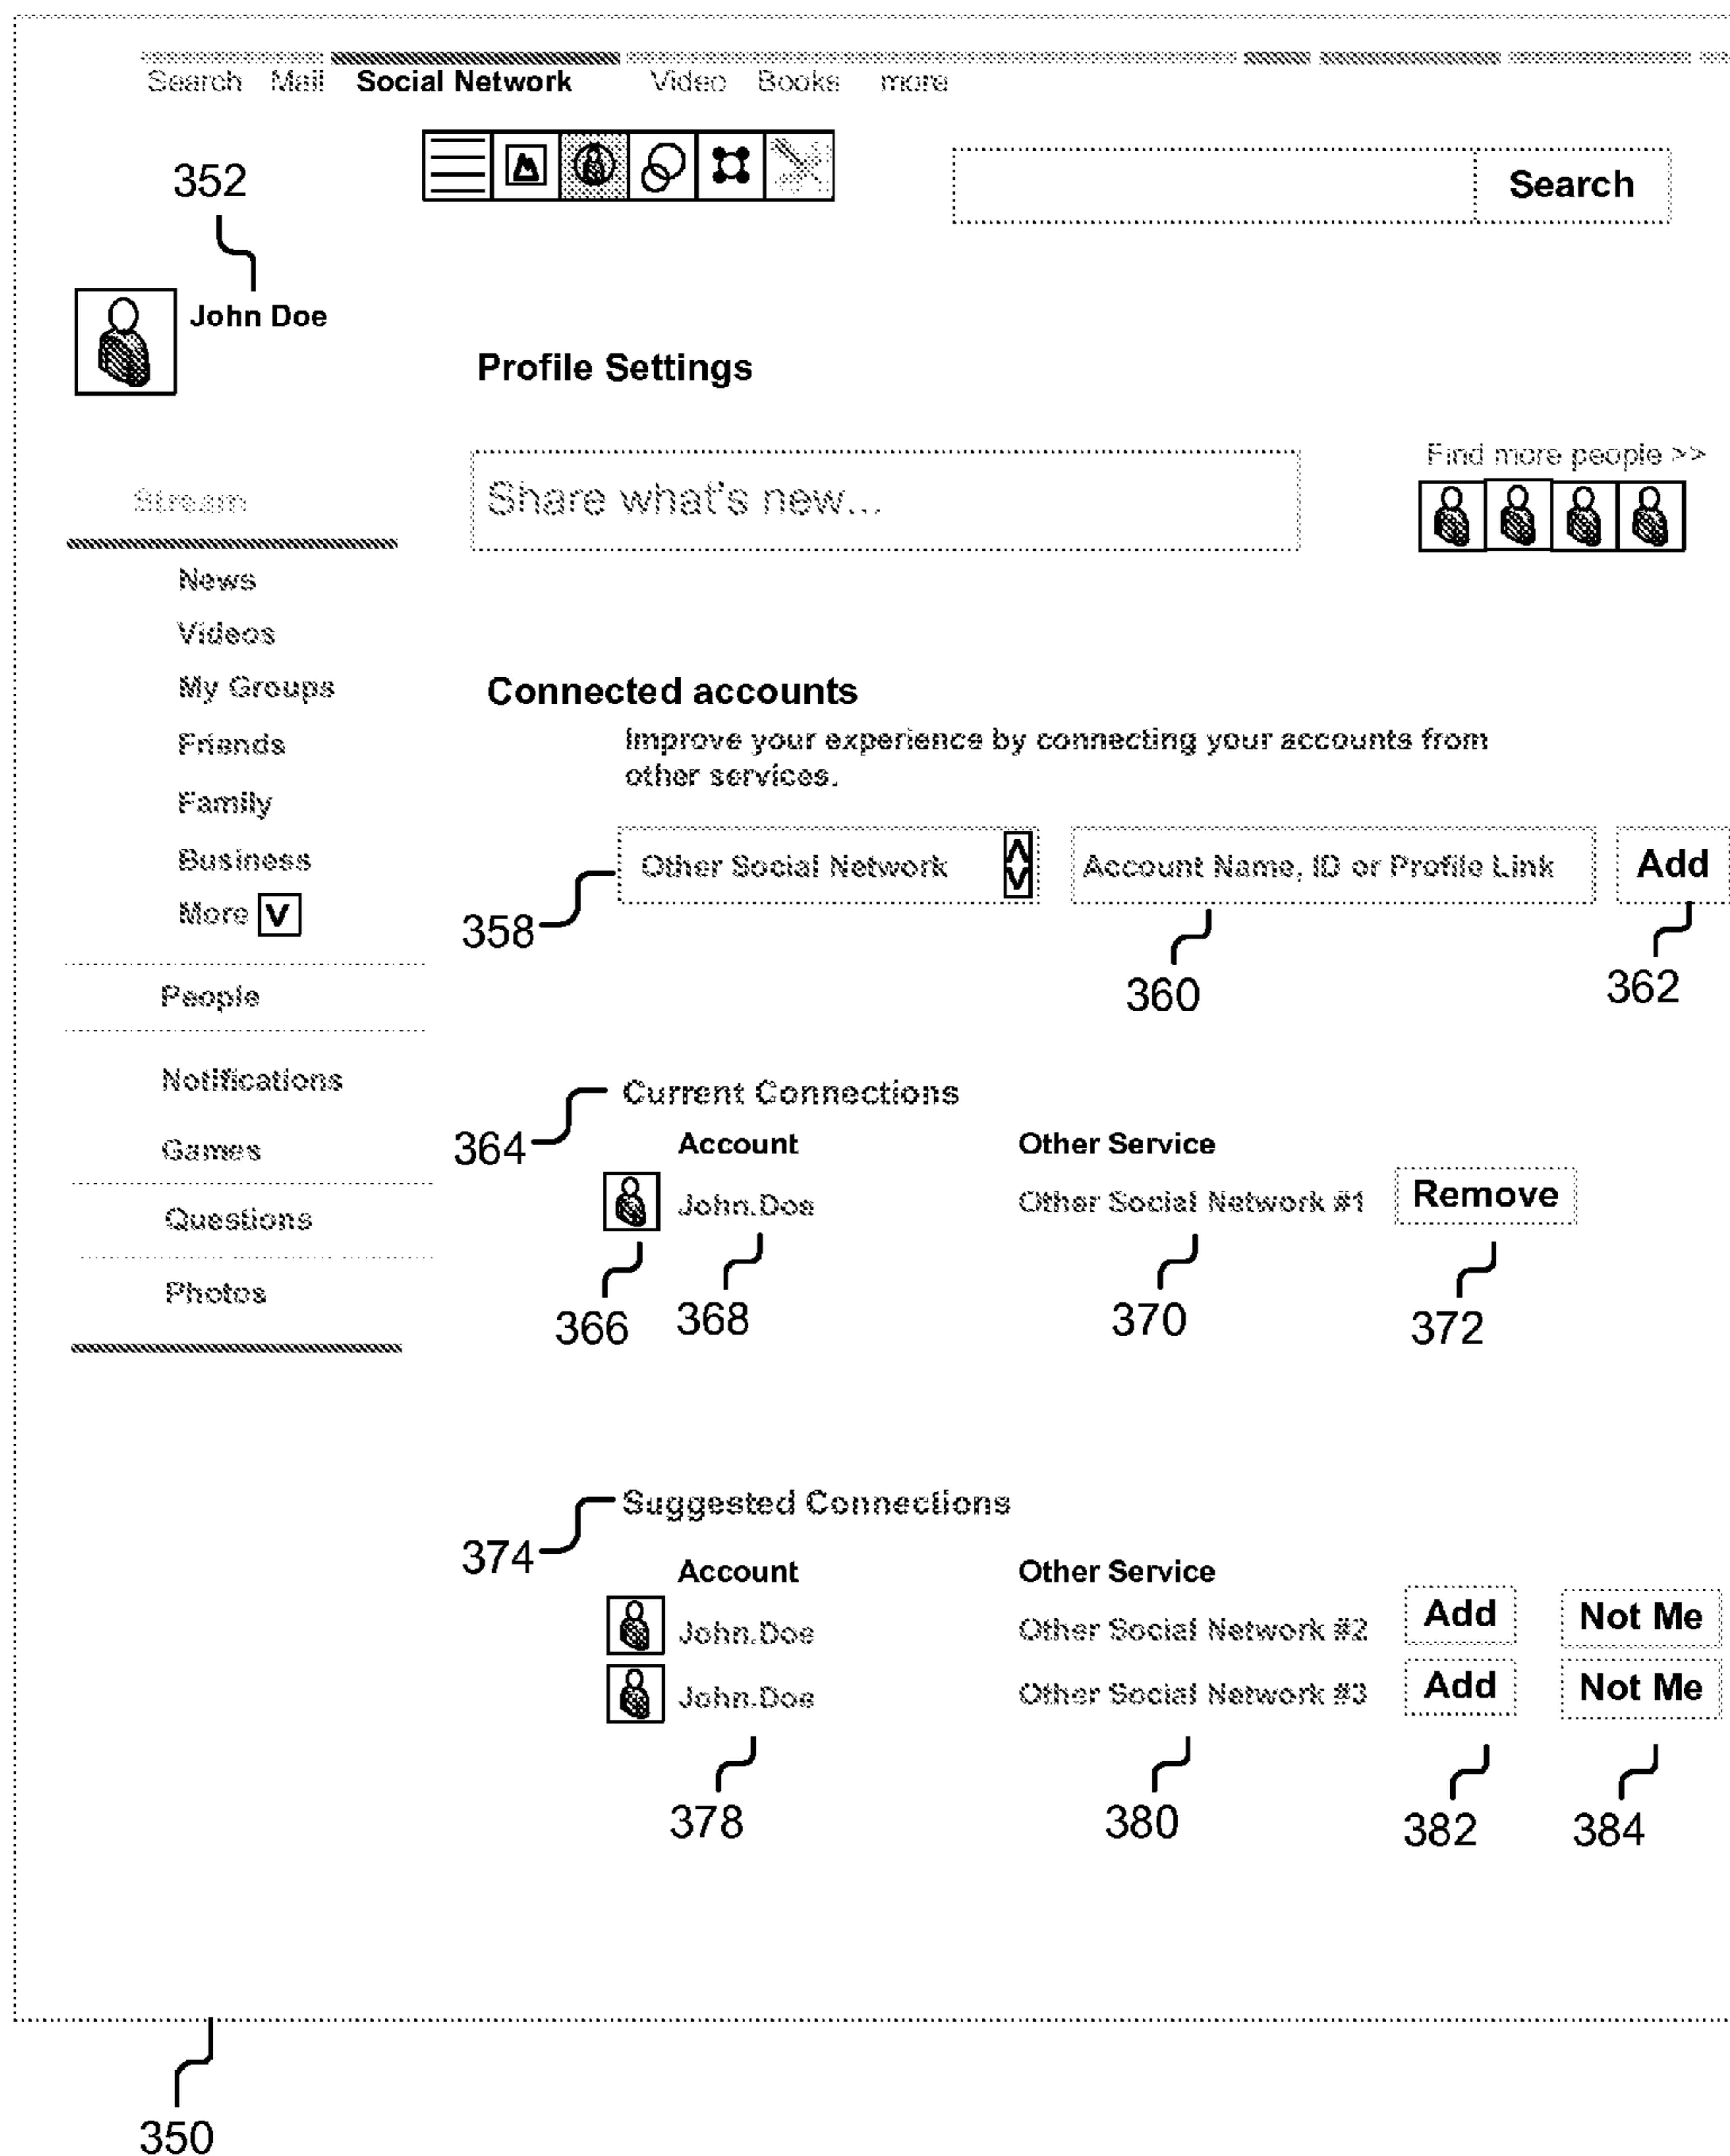 Search Mail Social Network Video Books more
Search
352
John Doe
Profile Settings
Find more people >>
Share what's new...
Stream
News
Videos
My Groups
Friends
Family
Business
More V
People
Notifications
Games
Questions
Photos
Connected accounts
Improve your experience by connecting your accounts from
other services.
Other Social Network Account Name, ID or Profile Link Add
358
360 362
Current Connections
364
Account Other Service
John.Doe Other Social Network #1 Remove
366 368 370 372
Suggested Connections
374
Account Other Service
John.Doe Other Social Network #2 Add Not Me
John.Doe Other Social Network #3 Add Not Me
378 380 382 384
350